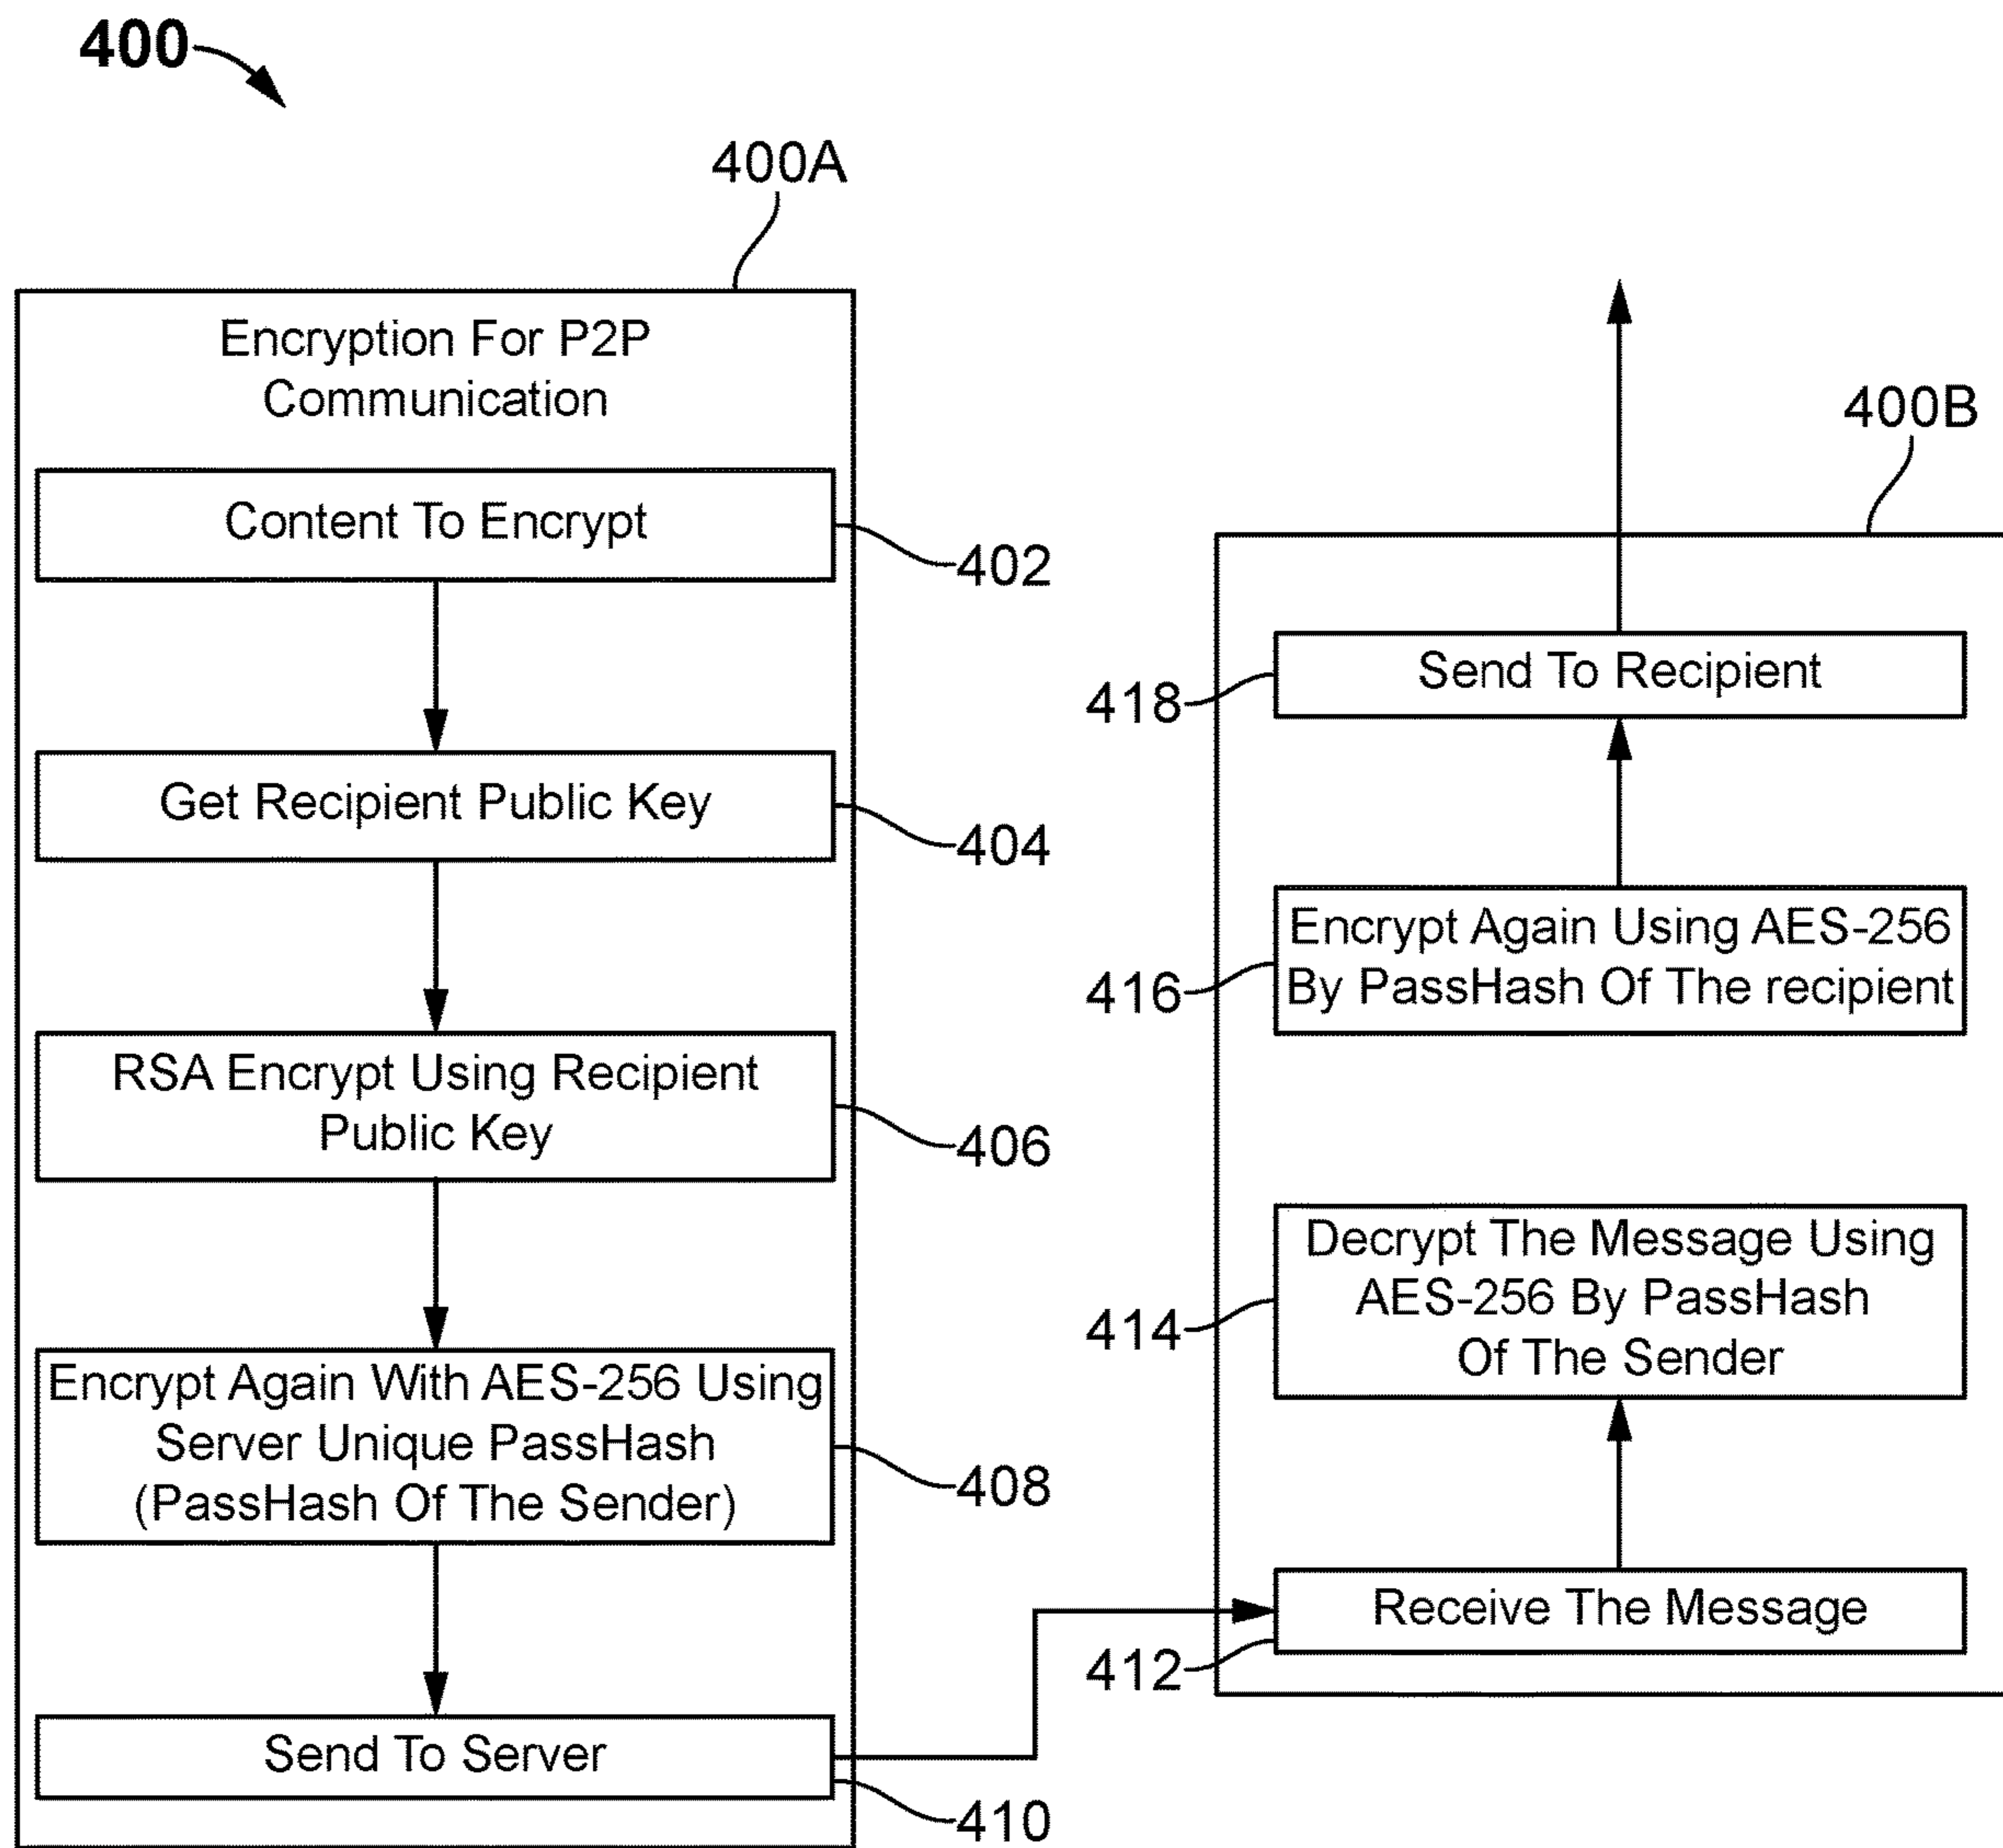 400
400A
Encryption For P2P
Communication
Content To Encrypt
402
Get Recipient Public Key
404
RSA Encrypt Using Recipient
Public Key
406
Encrypt Again With AES-256 Using
Server Unique PassHash
(PassHash Of The Sender)
408
Send To Server
410
400B
Send To Recipient
418
Encrypt Again Using AES-256
By PassHash Of The recipient
416
Decrypt The Message Using
AES-256 By PassHash
Of The Sender
414
Receive The Message
412